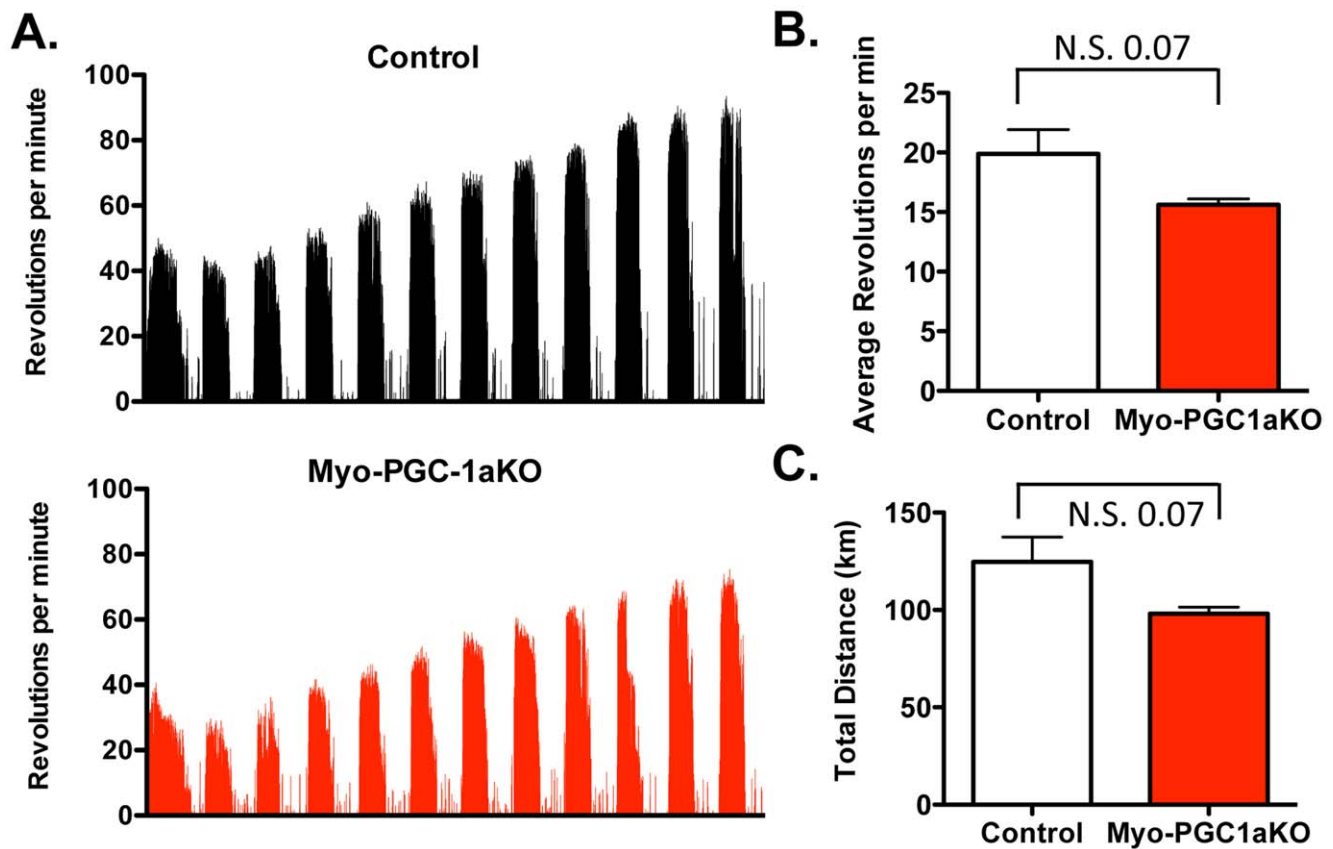 A.
Control
Revolutions per minute
100
80
60
40
20
0
Myo-PGC-1aKO
Revolutions per minute
100
80
60
40
20
0
B.
N.S. 0.07
Average Revolutions per min
25
20
15
10
5
0
Control Myo-PGC1aKO
C.
N.S. 0.07
Total Distance (km)
150
100
50
0
Control Myo-PGC1aKO